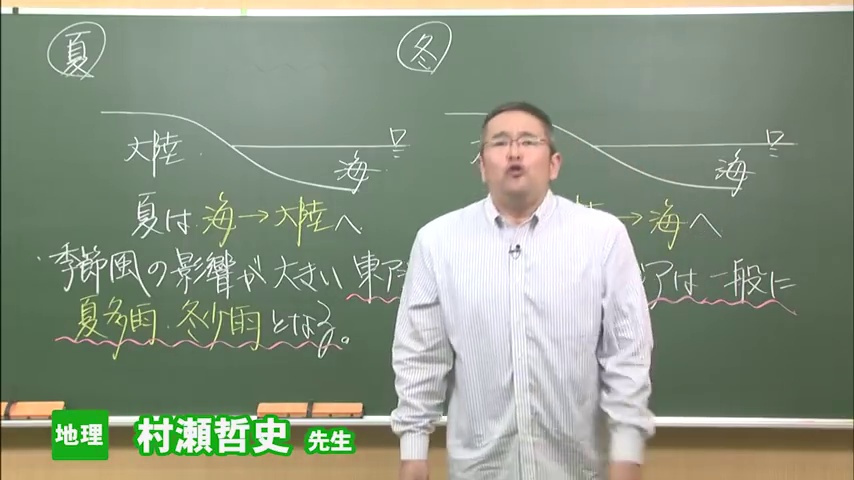 夏
冬
大陸
海
海
夏は 海→大陸へ
→海へ
季節風の影響が大きい 東ア
アは一般に
夏多雨、冬少雨となる。
地理 村瀬哲史 先生